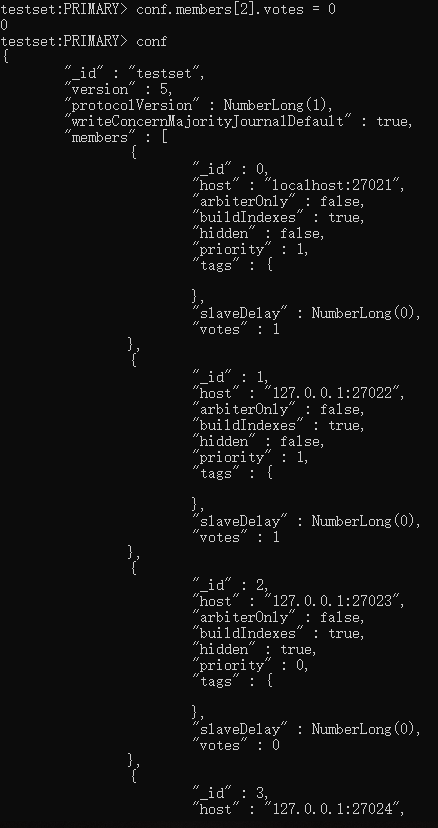 testset:PRIMARY> conf.members[2].votes = 0
0
testset:PRIMARY> conf
{
"_id" : "testset",
"version" : 5,
"protocolVersion" : NumberLong(1),
"writeConcernMajorityJournalDefault" : true,
"members" : [
{
"_id" : 0,
"host" : "localhost:27021",
"arbiterOnly" : false,
"buildIndexes" : true,
"hidden" : false,
"priority" : 1,
"tags" : {
},
"slaveDelay" : NumberLong(0),
"votes" : 1
},
{
"_id" : 1,
"host" : "127.0.0.1:27022",
"arbiterOnly" : false,
"buildIndexes" : true,
"hidden" : false,
"priority" : 1,
"tags" : {
},
"slaveDelay" : NumberLong(0),
"votes" : 1
},
{
"_id" : 2,
"host" : "127.0.0.1:27023",
"arbiterOnly" : false,
"buildIndexes" : true,
"hidden" : true,
"priority" : 0,
"tags" : {
},
"slaveDelay" : NumberLong(0),
"votes" : 0
},
{
"_id" : 3,
"host" : "127.0.0.1:27024",